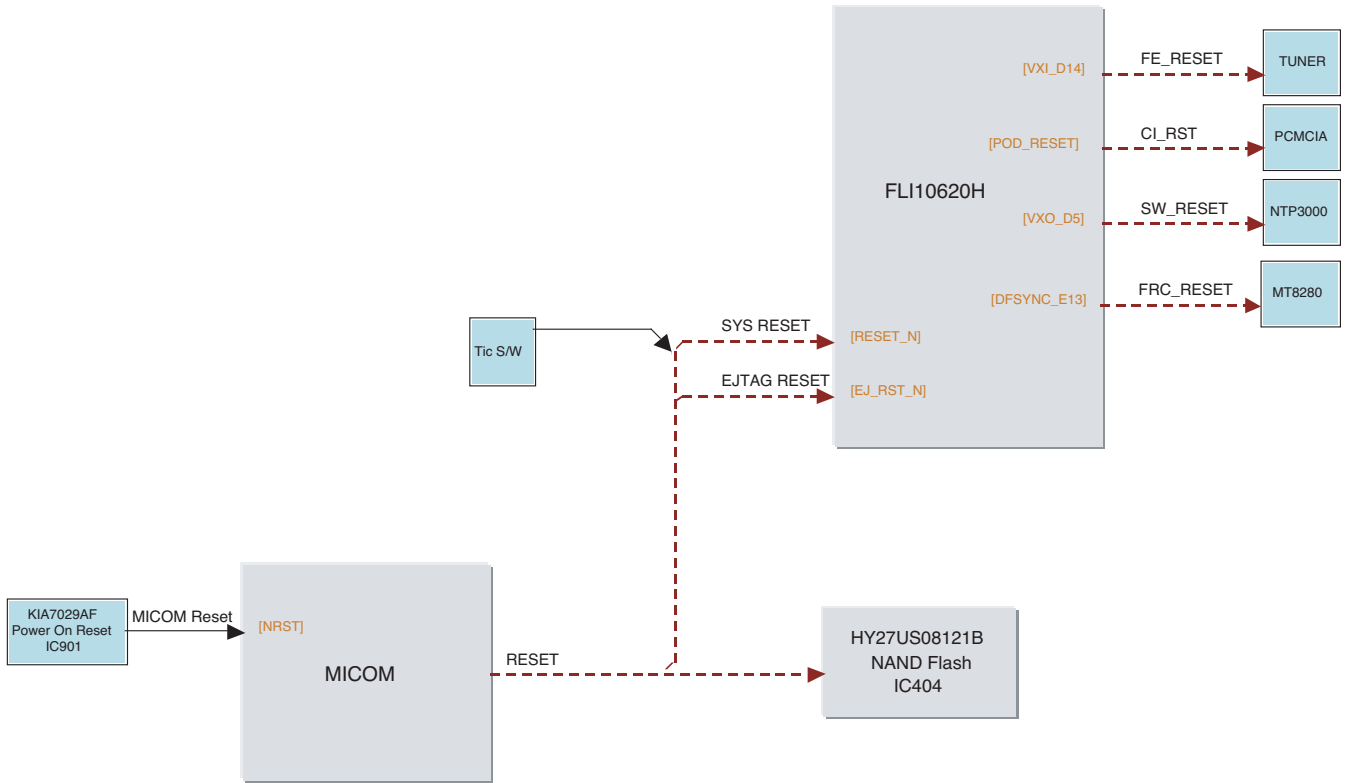 [VXI_D14]
FE_RESET
TUNER
[POD_RESET]
CI_RST
PCMCIA
FLI10620H
[VXO_D5]
SW_RESET
NTP3000
[DFSYNC_E13]
FRC_RESET
MT8280
Tic S/W
SYS RESET
[RESET_N]
EJTAG RESET
[EJ_RST_N]
KIA7029AF
Power On Reset
IC901
MICOM Reset
[NRST]
MICOM
RESET
HY27US08121B
NAND Flash
IC404